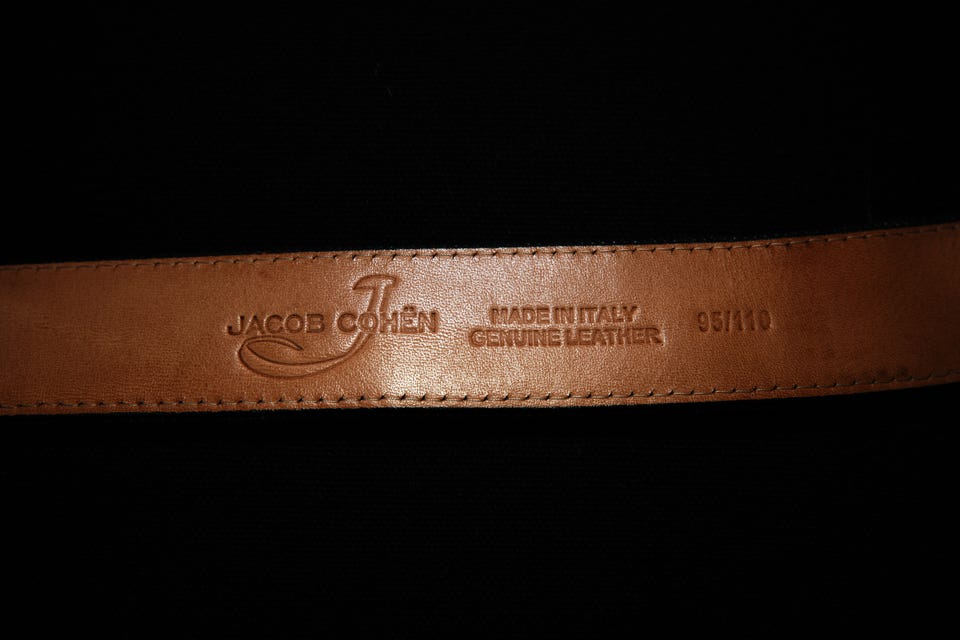 JACOB COHËN
MADE IN ITALY
GENUINE LEATHER
95/110